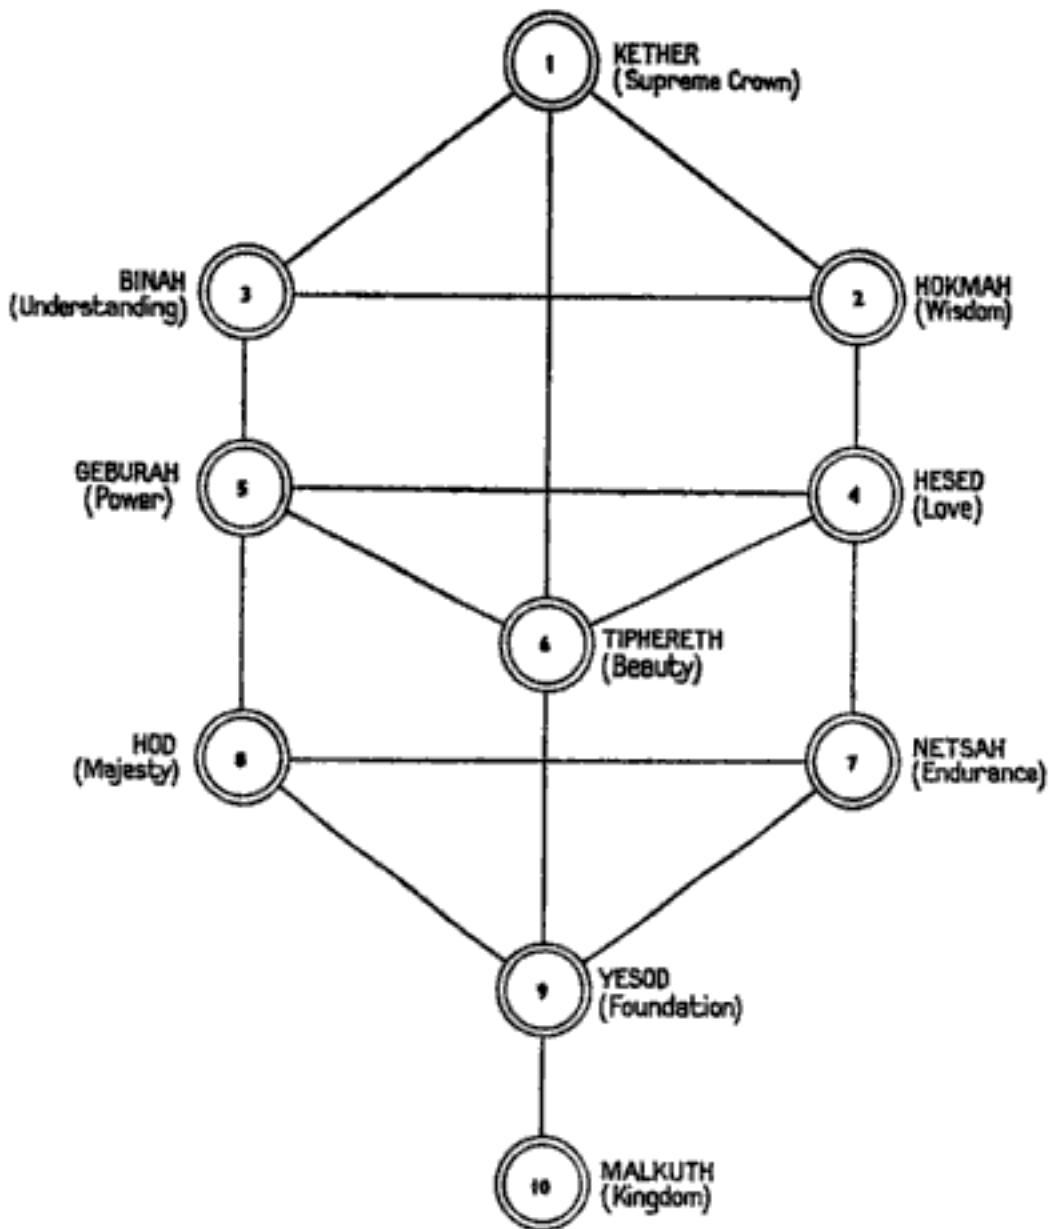 1
KETHER
(Supreme Crown)
BINAH
(Understanding)
3
2
HOKMAH
(Wisdom)
GEBURAH
(Power)
5
4
HESED
(Love)
6
TIPHERETH
(Beauty)
HOD
(Majesty)
8
7
NETSAH
(Endurance)
9
YESOD
(Foundation)
10
MALKUTH
(Kingdom)